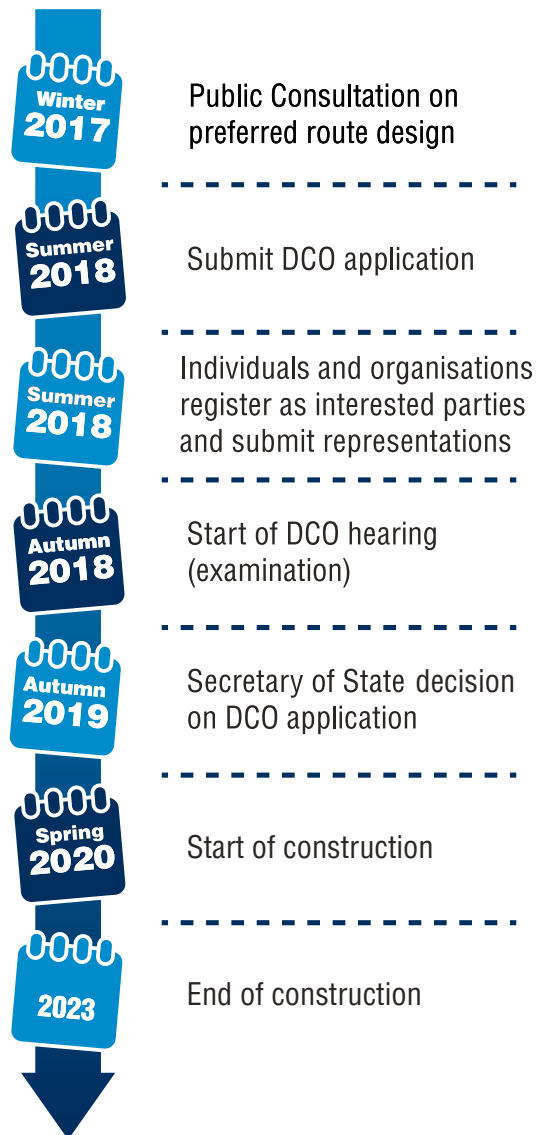 Winter
2017
Public Consultation on
preferred route design
Summer
2018
Submit DCO application
Summer
2018
Individuals and organisations
register as interested parties
and submit representations
Autumn
2018
Start of DCO hearing
(examination)
Autumn
2019
Secretary of State decision
on DCO application
Spring
2020
Start of construction
2023
End of construction